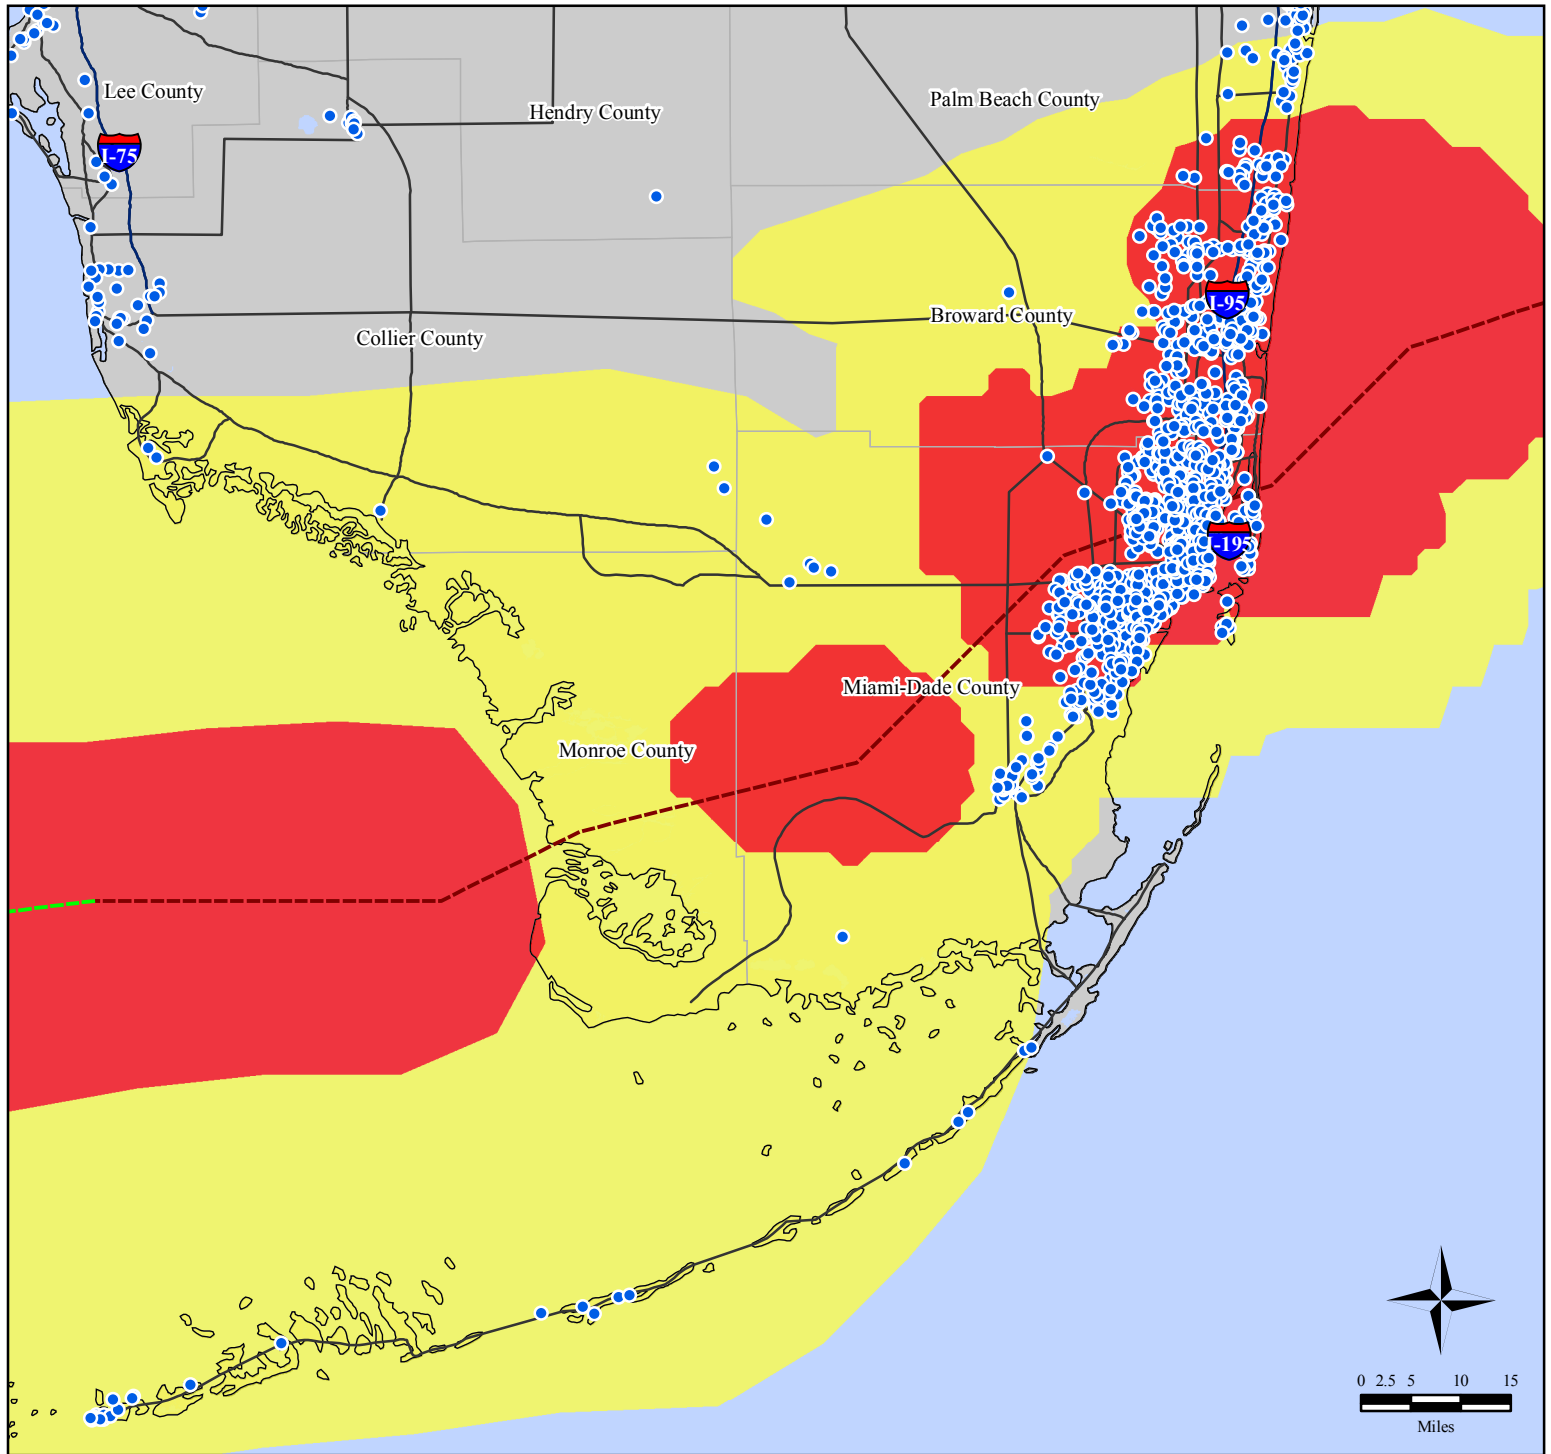 Lee County
Palm Beach County
Hendry County
I-75
I-95
Broward County
Collier County
I-195
Miami-Dade County
Monroe County
0 2.5 5 10 15
Miles